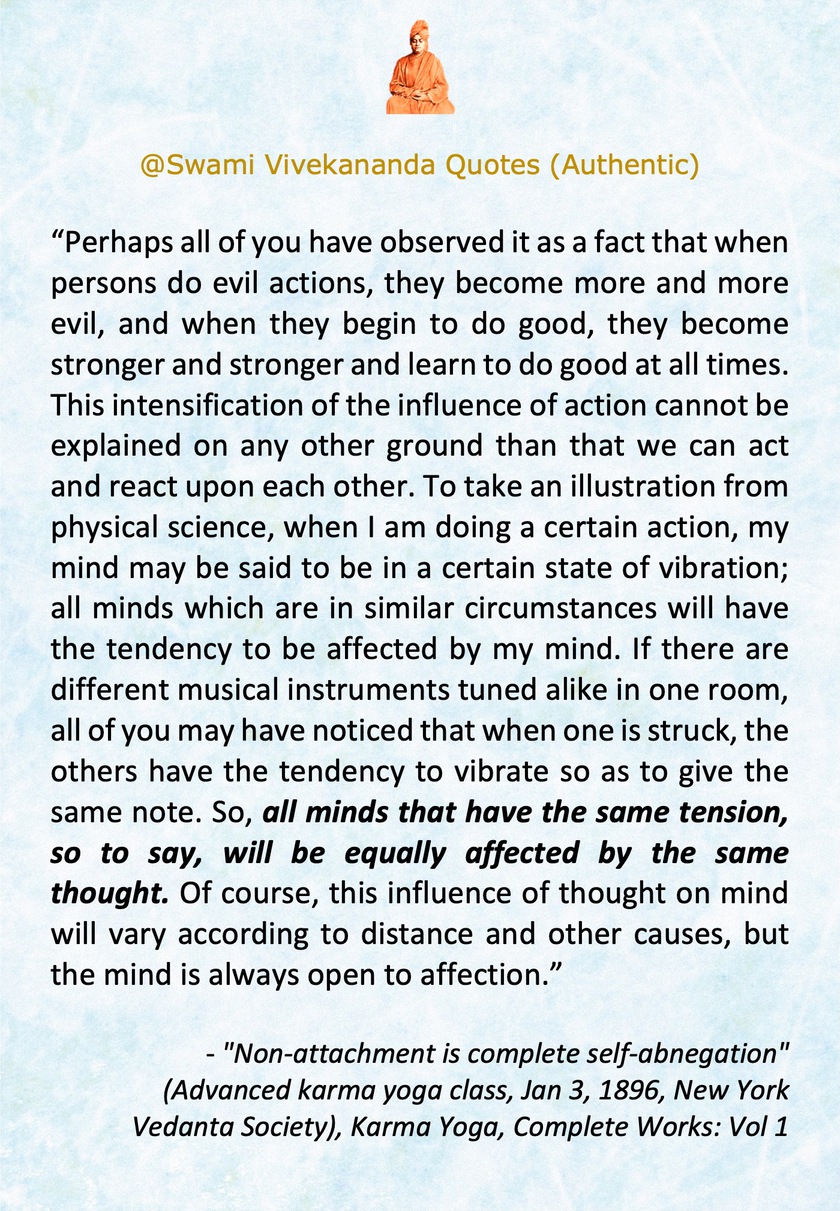 @Swami Vivekananda Quotes (Authentic)
“Perhaps all of you have observed it as a fact that when
persons do evil actions, they become more and more
evil, and when they begin to do good, they become
stronger and stronger and learn to do good at all times.
This intensification of the influence of action cannot be
explained on any other ground than that we can act
and react upon each other. To take an illustration from
physical science, when I am doing a certain action, my
mind may be said to be in a certain state of vibration;
all minds which are in similar circumstances will have
the tendency to be affected by my mind. If there are
different musical instruments tuned alike in one room,
all of you may have noticed that when one is struck, the
others have the tendency to vibrate so as to give the
same note. So, all minds that have the same tension,
so to say, will be equally affected by the same
thought. Of course, this influence of thought on mind
will vary according to distance and other causes, but
the mind is always open to affection.”
- "Non-attachment is complete self-abnegation"
(Advanced karma yoga class, Jan 3, 1896, New York
Vedanta Society), Karma Yoga, Complete Works: Vol 1